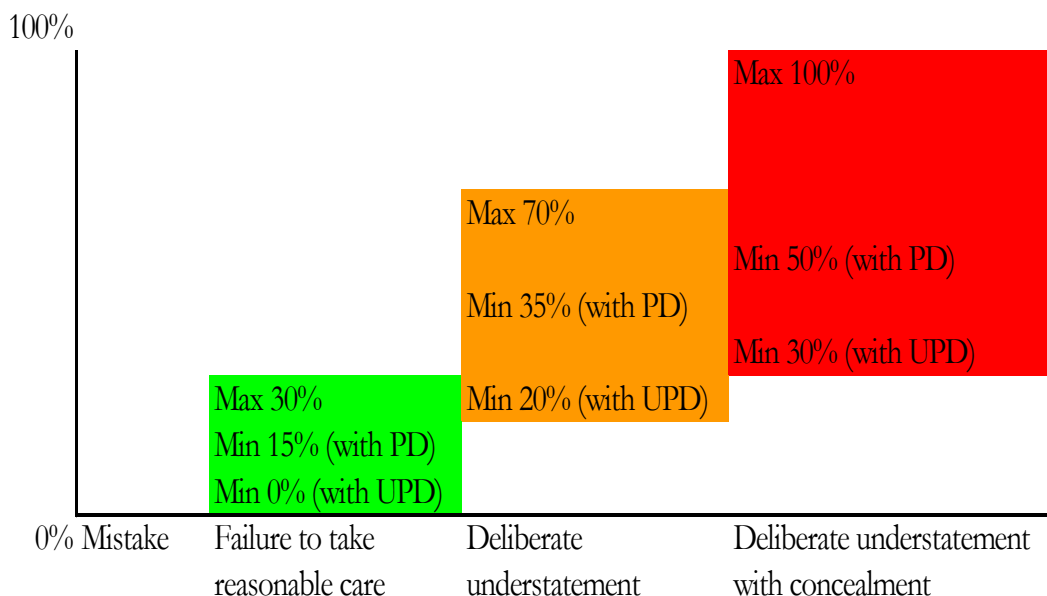 100%
Max 100%
Max 70%
Min 50% (with PD)
Min 35% (with PD)
Min 30% (with UPD)
Max 30%
Min 20% (with UPD)
Min 15% (with PD)
Min 0% (with UPD)
0% Mistake
Failure to take
reasonable care
Deliberate
understatement
Deliberate understatement
with concealment